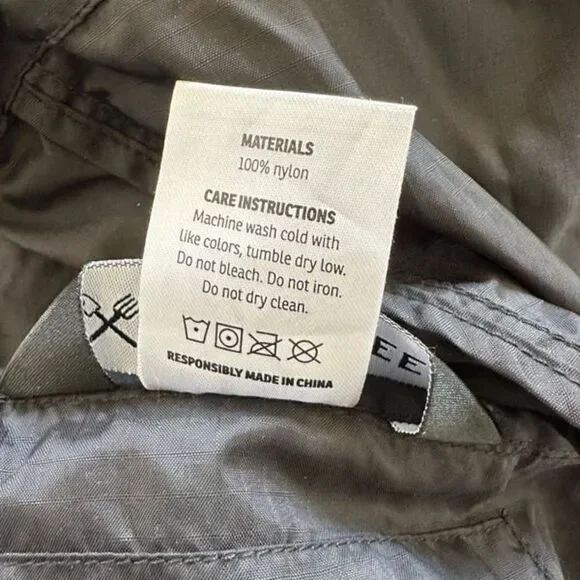 MATERIALS
100% nylon
CARE INSTRUCTIONS
Machine wash cold with
like colors, tumble dry low.
Do not bleach. Do not iron.
Do not dry clean.
RESPONSIBLY MADE IN CHINA
EE